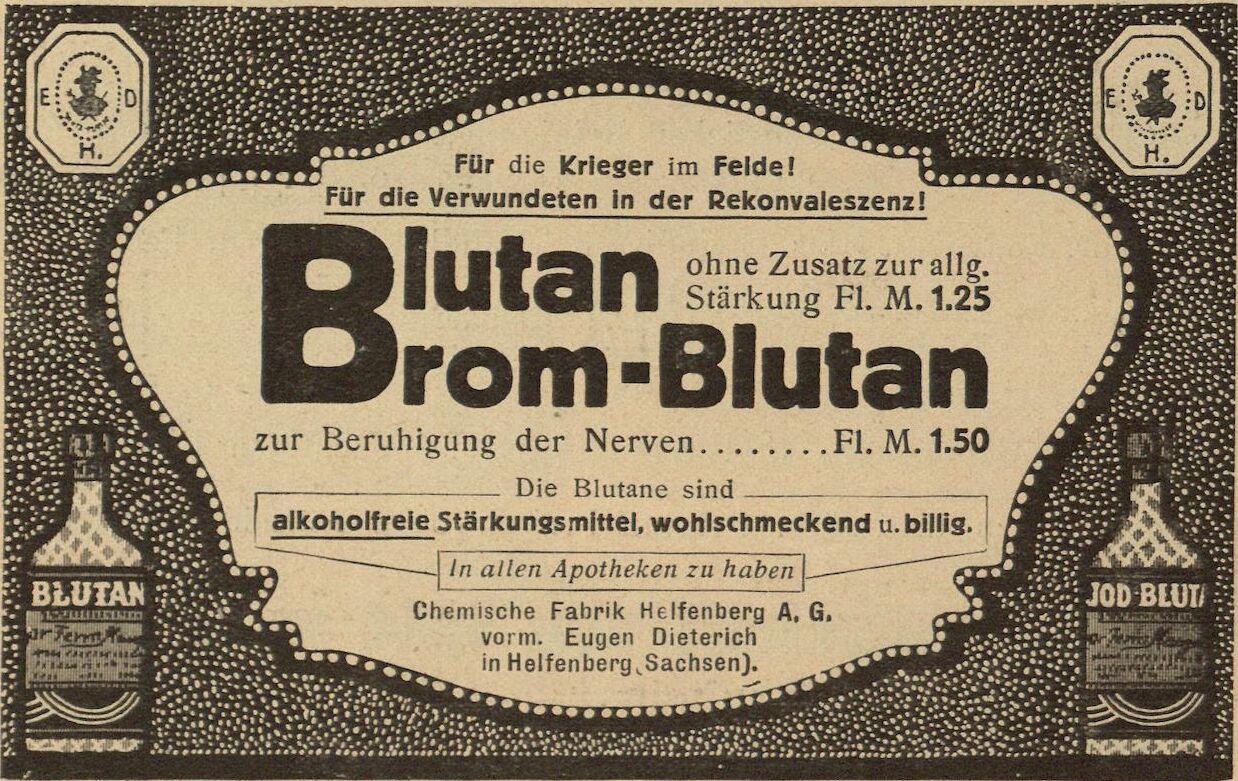 E D
H.
E D
H.
Für die Krieger im Felde!
Für die Verwundeten in der Rekonvaleszenz!
Blutan ohne Zusatz zur allg.
Stärkung Fl. M. 1.25
Brom-Blutan
zur Beruhigung der Nerven........Fl. M. 1.50
Die Blutane sind
alkoholfreie Stärkungsmittel, wohlschmeckend u. billig.
In allen Apotheken zu haben
Chemische Fabrik Helfenberg A. G.
vorm. Eugen Dieterich
in Helfenberg (Sachsen).
BLUTAN
JOD-BLUTA